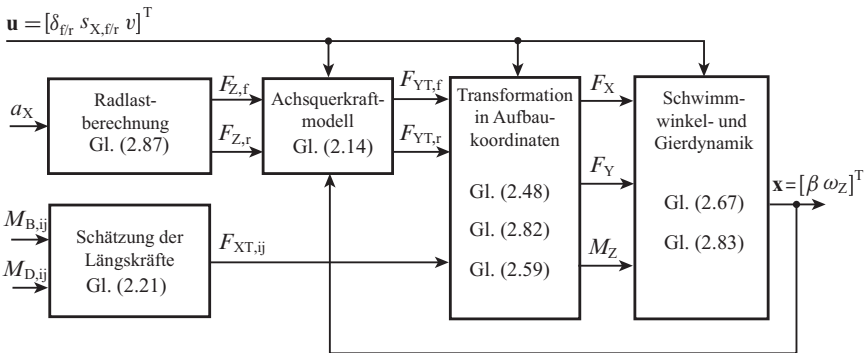 u = [δf/r sX,f/r v]T
aX
Radlast-
berechnung
Gl. (2.87)
FZ,f
FZ,r
Achsquerkraft-
modell
Gl. (2.14)
FYT,f
FYT,r
Transformation
in Aufbau-
koordinaten
Gl. (2.48)
Gl. (2.82)
Gl. (2.59)
FX
FY
MZ
Schwimm-
winkel- und
Gierdynamik
Gl. (2.67)
Gl. (2.83)
x = [β ωZ]T
MB,ij
MD,ij
Schätzung der
Längskräfte
Gl. (2.21)
FXT,ij